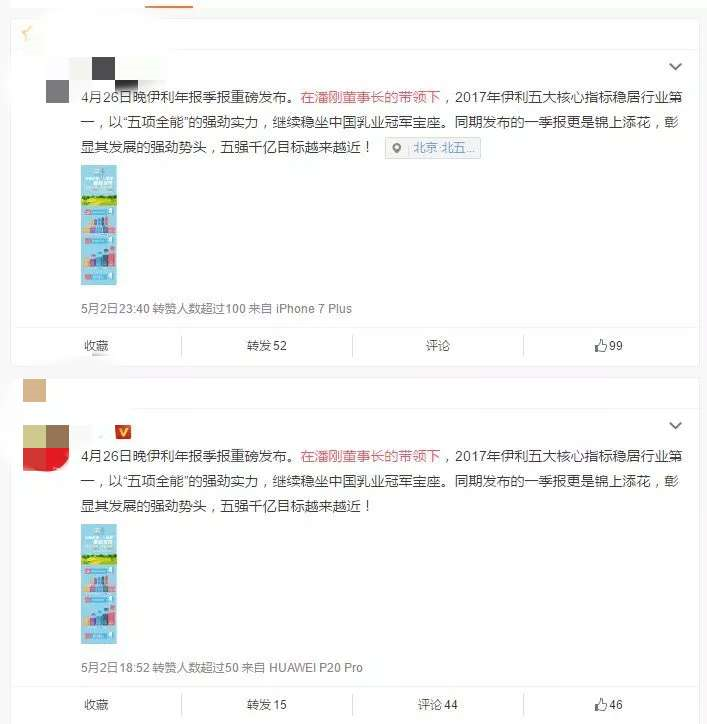 4月26日晚伊利年报季报重磅发布。在潘刚董事长的带领下，2017年伊利五大核心指标稳居行业第
一，以“五项全能”的强劲实力，继续稳坐中国乳业冠军宝座。同期发布的一季报更是锦上添花，彰
显其发展的强劲势头，五强千亿目标越来越近！ 北京·北五...
5月2日23:40 转赞人数超过100 来自 iPhone 7 Plus
收藏 转发 52 评论 99
4月26日晚伊利年报季报重磅发布。在潘刚董事长的带领下，2017年伊利五大核心指标稳居行业第
一，以“五项全能”的强劲实力，继续稳坐中国乳业冠军宝座。同期发布的一季报更是锦上添花，彰
显其发展的强劲势头，五强千亿目标越来越近！
5月2日18:52 转赞人数超过50 来自 HUAWEI P20 Pro
收藏 转发 15 评论 44 46